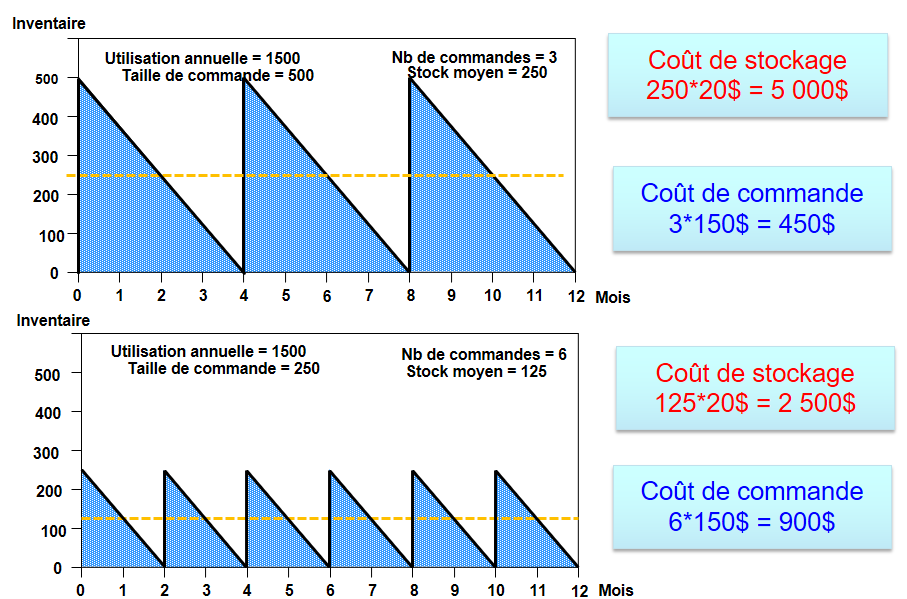 Inventaire
Utilisation annuelle = 1500
Taille de commande = 500
Nb de commandes = 3
Stock moyen = 250
500
400
300
200
100
0
0 1 2 3 4 5 6 7 8 9 10 11 12 Mois
Coût de stockage
250*20$ = 5 000$
Coût de commande
3*150$ = 450$
Inventaire
Utilisation annuelle = 1500
Taille de commande = 250
Nb de commandes = 6
Stock moyen = 125
500
400
300
200
100
0
0 1 2 3 4 5 6 7 8 9 10 11 12 Mois
Coût de stockage
125*20$ = 2 500$
Coût de commande
6*150$ = 900$